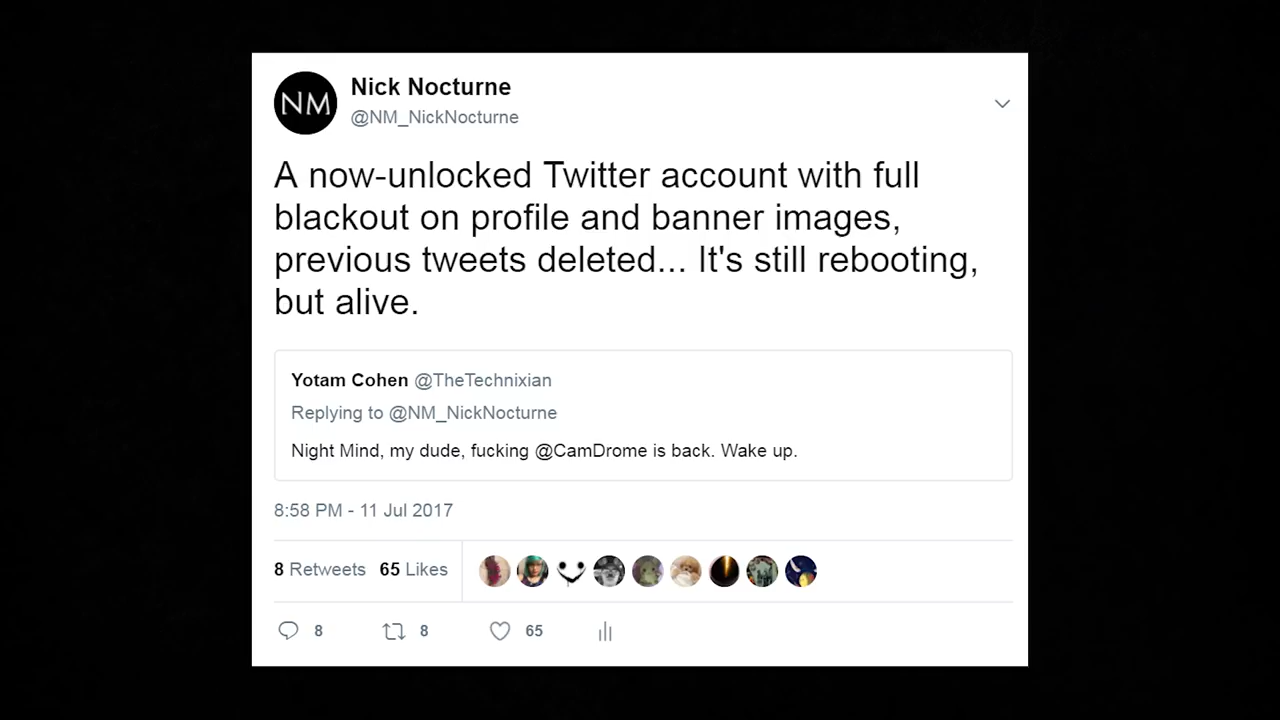 NM
Nick Nocturne
@NM_NickNocturne
A now-unlocked Twitter account with full
blackout on profile and banner images,
previous tweets deleted... It's still rebooting,
but alive.
Yotam Cohen @TheTechnixian
Replying to @NM_NickNocturne
Night Mind, my dude, fucking @CamDrome is back. Wake up.
8:58 PM - 11 Jul 2017
8 Retweets 65 Likes
8 8 65